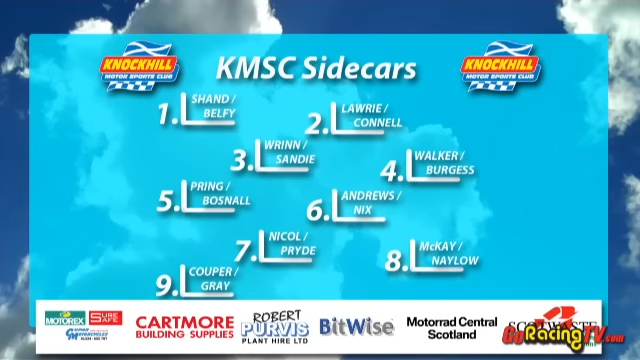 KNOCKHILL
MOTOR SPORTS CLUB
KMSC Sidecars
KNOCKHILL
MOTOR SPORTS CLUB
1. SHAND /
BELFY
2. LAWRIE /
CONNELL
3. WRINN /
SANDIE
4. WALKER /
BURGESS
5. PRING /
BOSNALL
6. ANDREWS /
NIX
7. NICOL /
PRYDE
8. McKAY /
NAYLOW
9. COUPER /
GRAY
MOTOREX
SURE SAFE
CARTMORE
BUILDING SUPPLIES
ROBERT
PURVIS
PLANT HIRE LTD
BitWise
Motorrad Central
Scotland
GoRacingTV.com